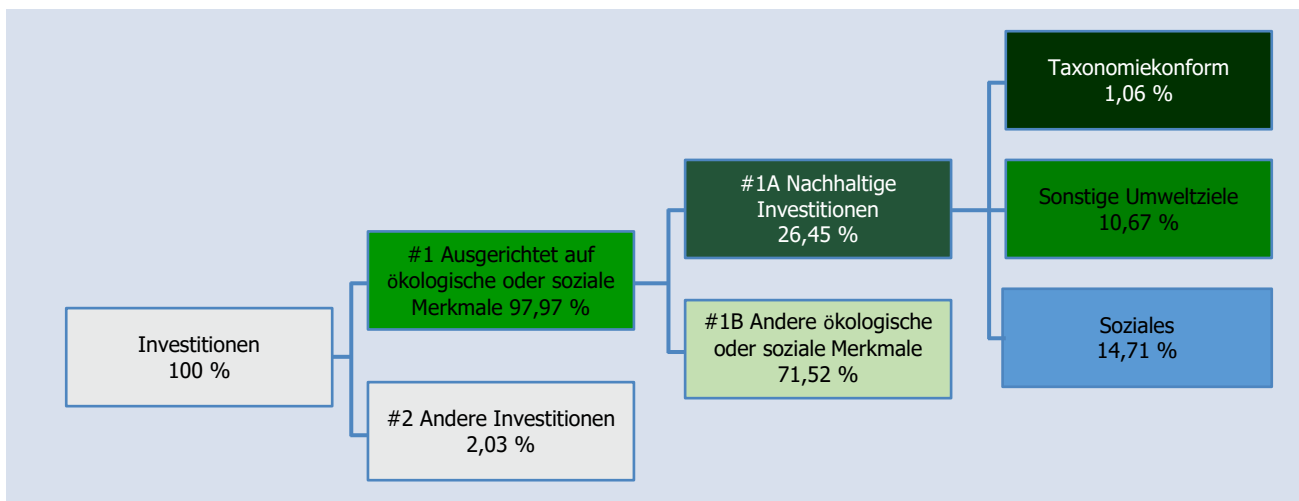 Investitionen
100 %
#1 Ausgerichtet auf
ökologische oder soziale
Merkmale 97,97 %
#2 Andere Investitionen
2,03 %
#1A Nachhaltige
Investitionen
26,45 %
#1B Andere ökologische
oder soziale Merkmale
71,52 %
Taxonomiekonform
1,06 %
Sonstige Umweltziele
10,67 %
Soziales
14,71 %